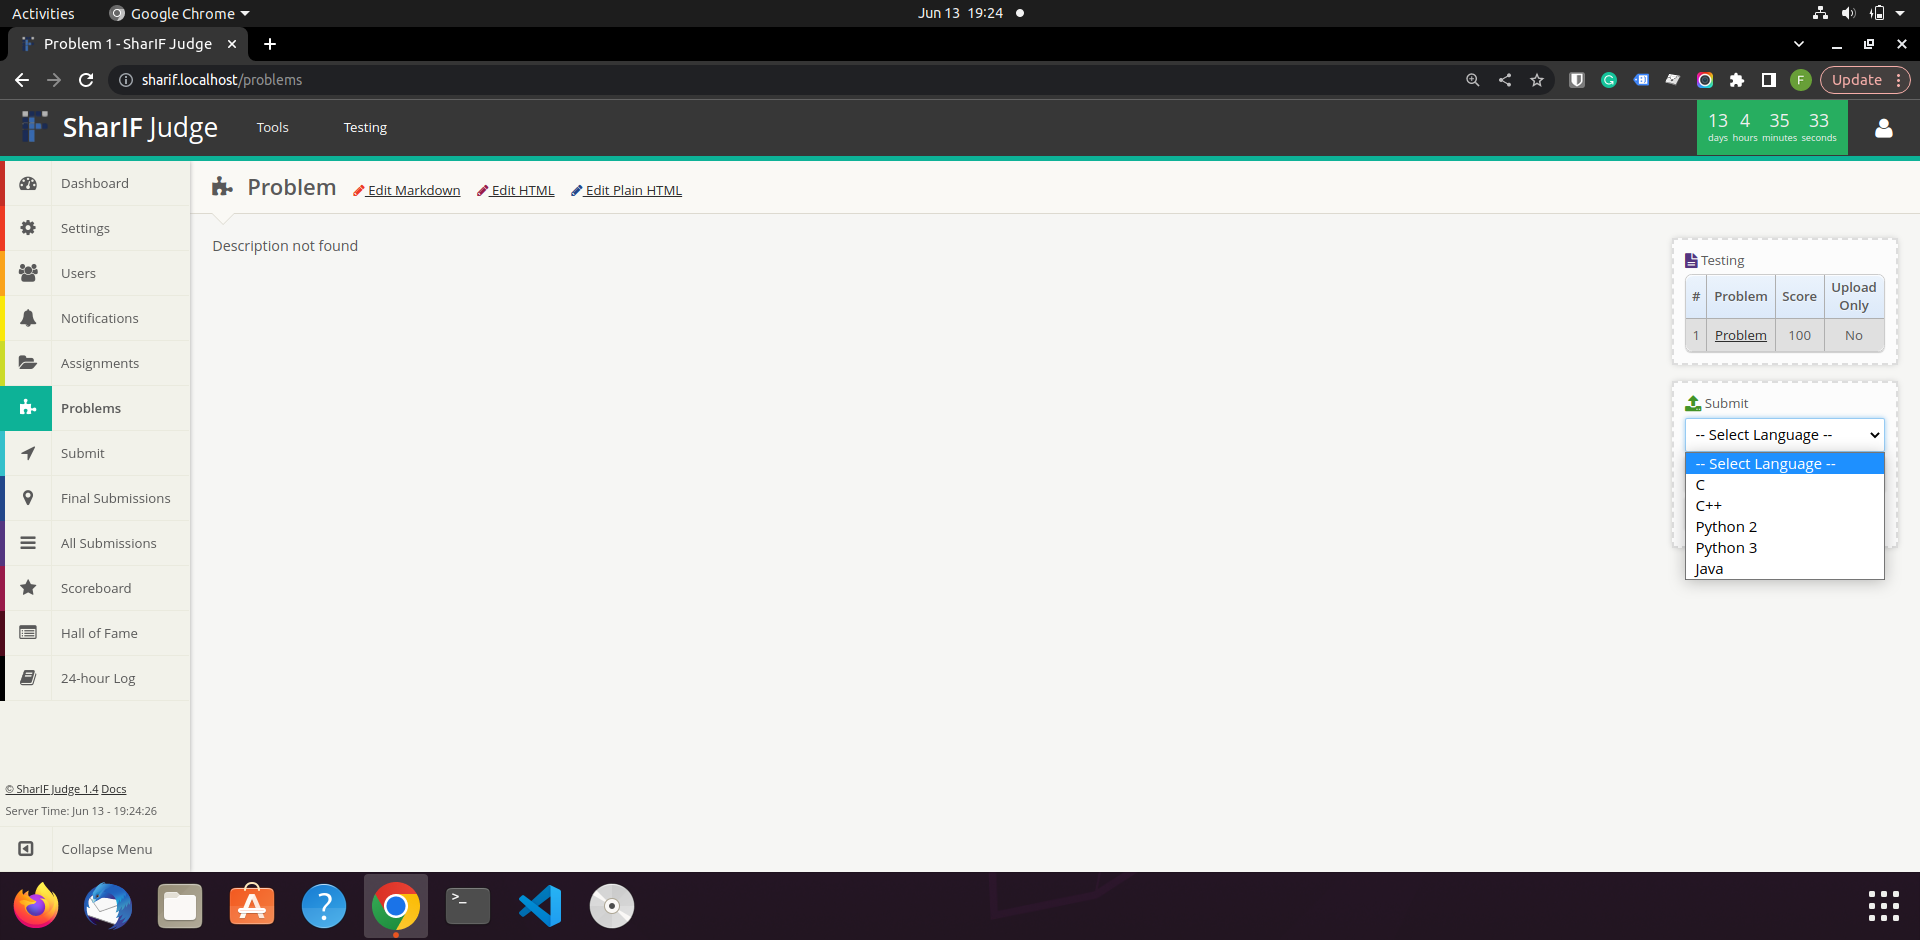 Activities
Google Chrome
Jun 13 19:24
Problem 1 - SharIF Judge
sharif.localhost/problems
F
Update
SharIF Judge
Tools
Testing
13 4 35 33
days hours minutes seconds
Dashboard
Settings
Users
Notifications
Assignments
Problems
Submit
Final Submissions
All Submissions
Scoreboard
Hall of Fame
24-hour Log
© SharIF Judge 1.4 Docs
Server Time: Jun 13 - 19:24:26
Collapse Menu
Problem
Edit Markdown
Edit HTML
Edit Plain HTML
Description not found
Testing
# Problem Score Upload Only
1 Problem 100 No
Submit
-- Select Language --
-- Select Language --
C
C++
Python 2
Python 3
Java